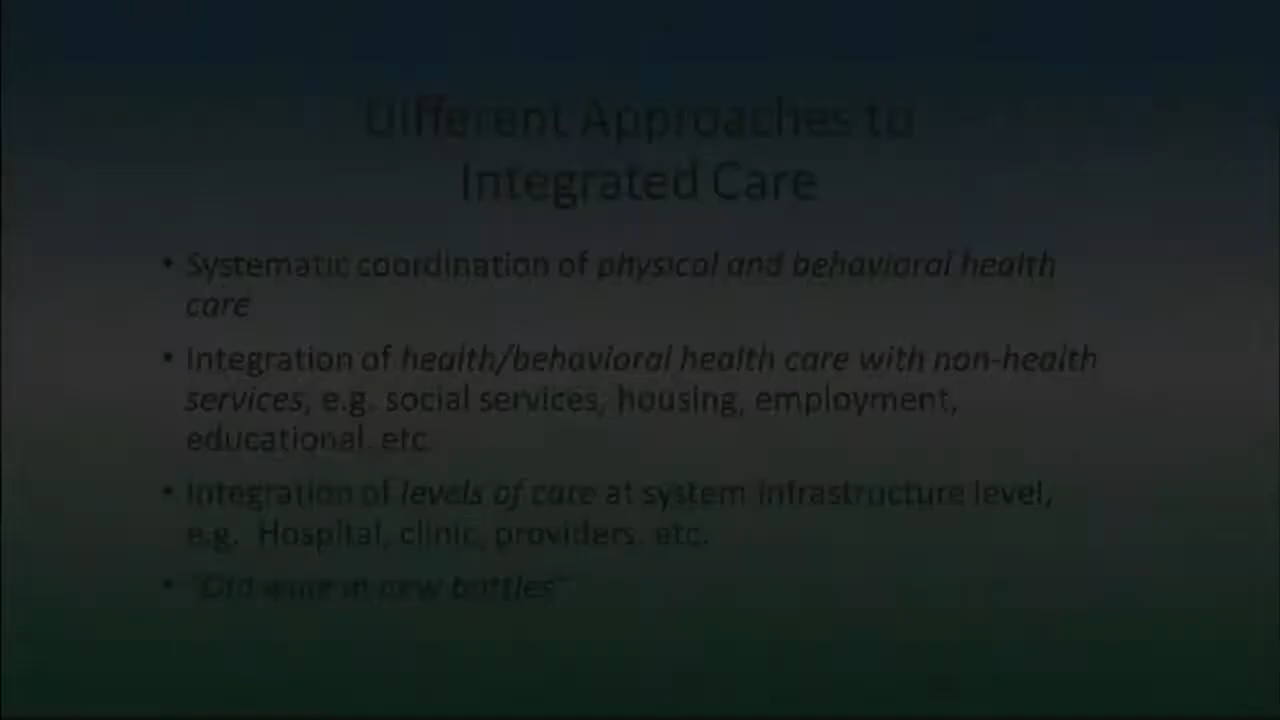 Different Approaches to
Integrated Care
• Systematic coordination of physical and behavioral health
care
• Integration of health/behavioral health care with non-health
services, e.g. social services, housing, employment,
educational. etc
• Integration of levels of care at system infrastructure level,
e.g. Hospital, clinic, providers. etc.
• "Old wine in new bottles"